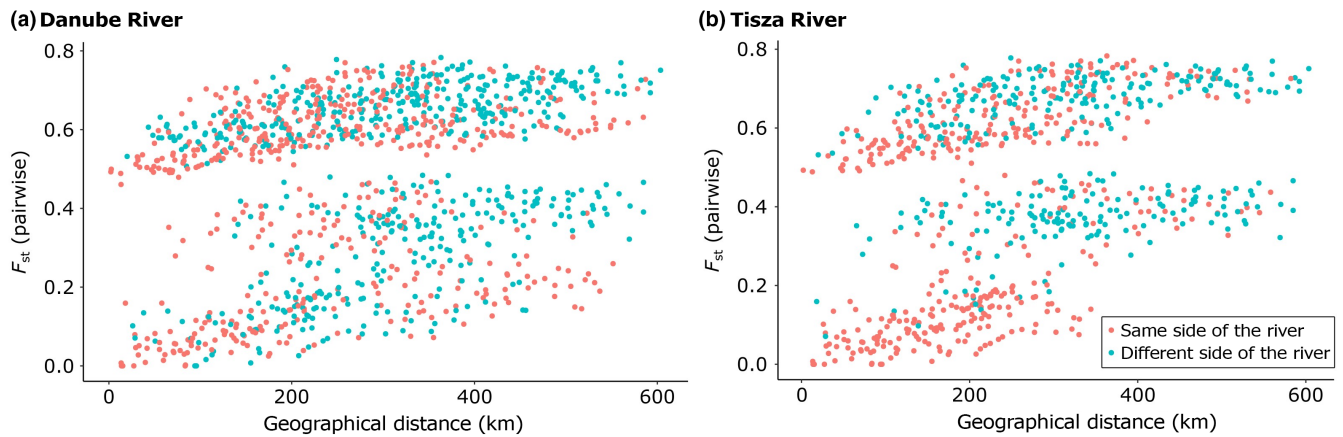 (a) Danube River
0.8
0.6
0.4
0.2
0.0
Fst (pairwise)
0 200 400 600
Geographical distance (km)
(b) Tisza River
0.8
0.6
0.4
0.2
0.0
Fst (pairwise)
0 200 400 600
Geographical distance (km)
Same side of the river
Different side of the river